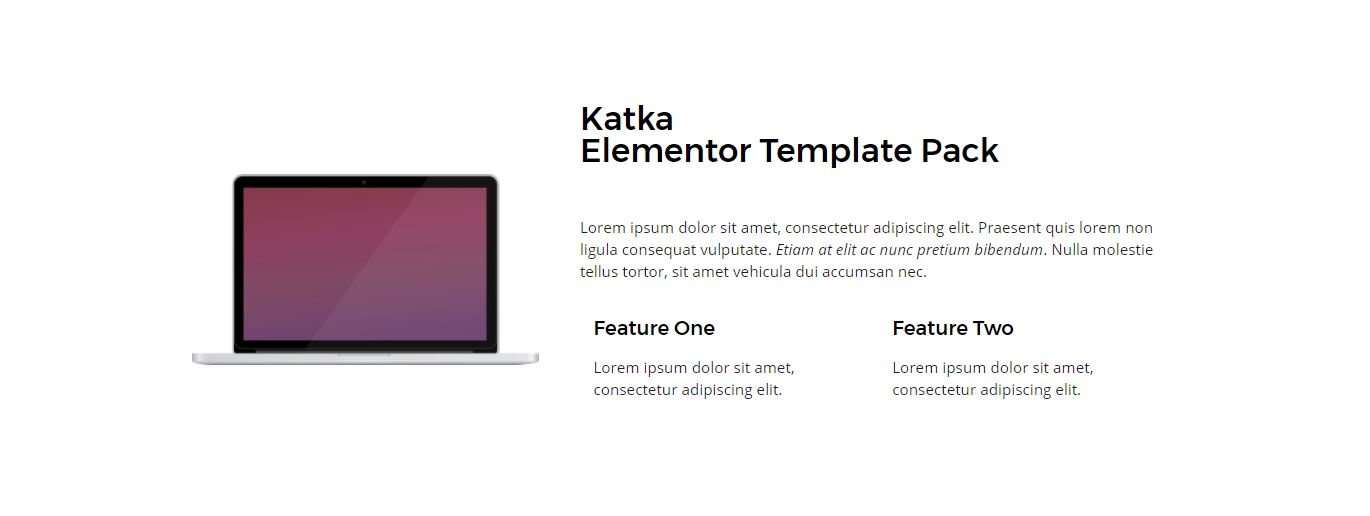 Katka
Elementor Template Pack
Lorem ipsum dolor sit amet, consectetur adipiscing elit. Praesent quis lorem non
ligula consequat vulputate. Etiam at elit ac nunc pretium bibendum. Nulla molestie
tellus tortor, sit amet vehicula dui accumsan nec.
Feature One
Lorem ipsum dolor sit amet,
consectetur adipiscing elit.
Feature Two
Lorem ipsum dolor sit amet,
consectetur adipiscing elit.